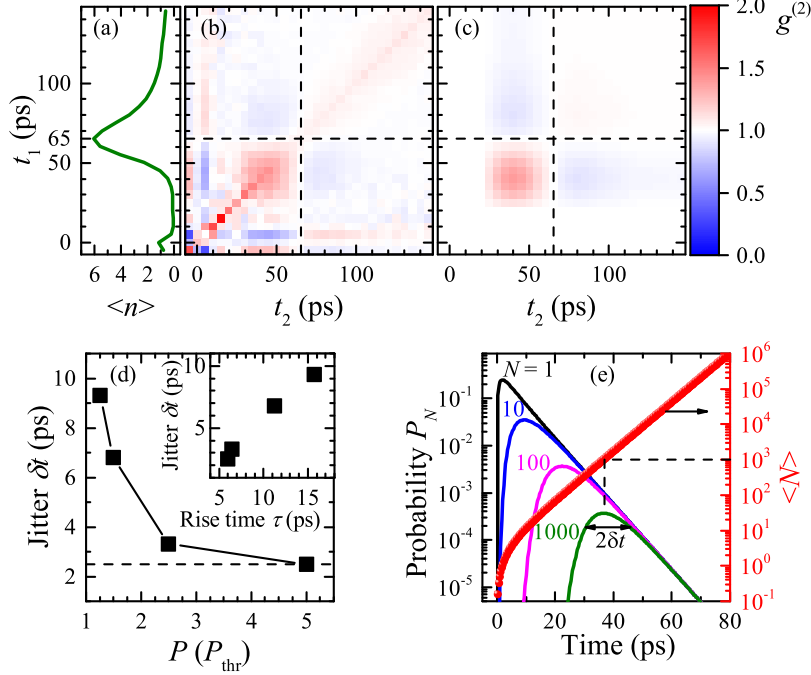 (a) (b) (c) 2.0 g(2)
100 1.5
65 1.0
50 0.5
0 0.0
t1 (ps)
6 4 2 0 0 50 100 0 50 100
<n> t2 (ps) t2 (ps)
(d) (e)
10 8 6 4 2
Jitter δt (ps)
1 2 3 4 5
P (Pthr)
10 5
Jitter δt (ps)
5 10 15
Rise time τ (ps)
N = 1
10
100
1000
2δt
10-1 10-2 10-3 10-4 10-5
Probability PN
106 105 104 103 102 101 100 10-1
<N>
0 20 40 60 80
Time (ps)